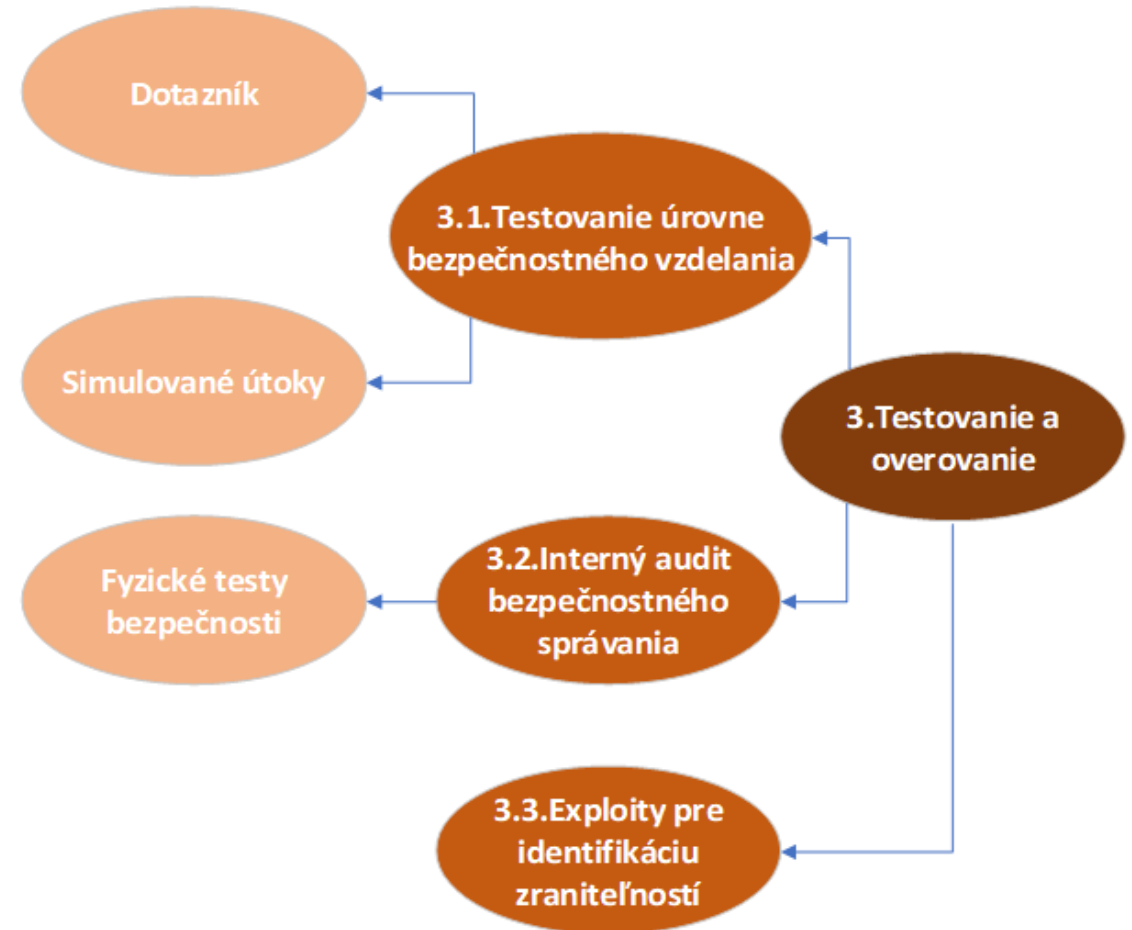 Dotazník
3.1.Testovanie úrovne
bezpečnostného vzdelania
Simulované útoky
3.Testovanie a
overovanie
Fyzické testy
bezpečnosti
3.2.Interný audit
bezpečnostného
správania
3.3.Exploity pre
identifikáciu
zraniteľností